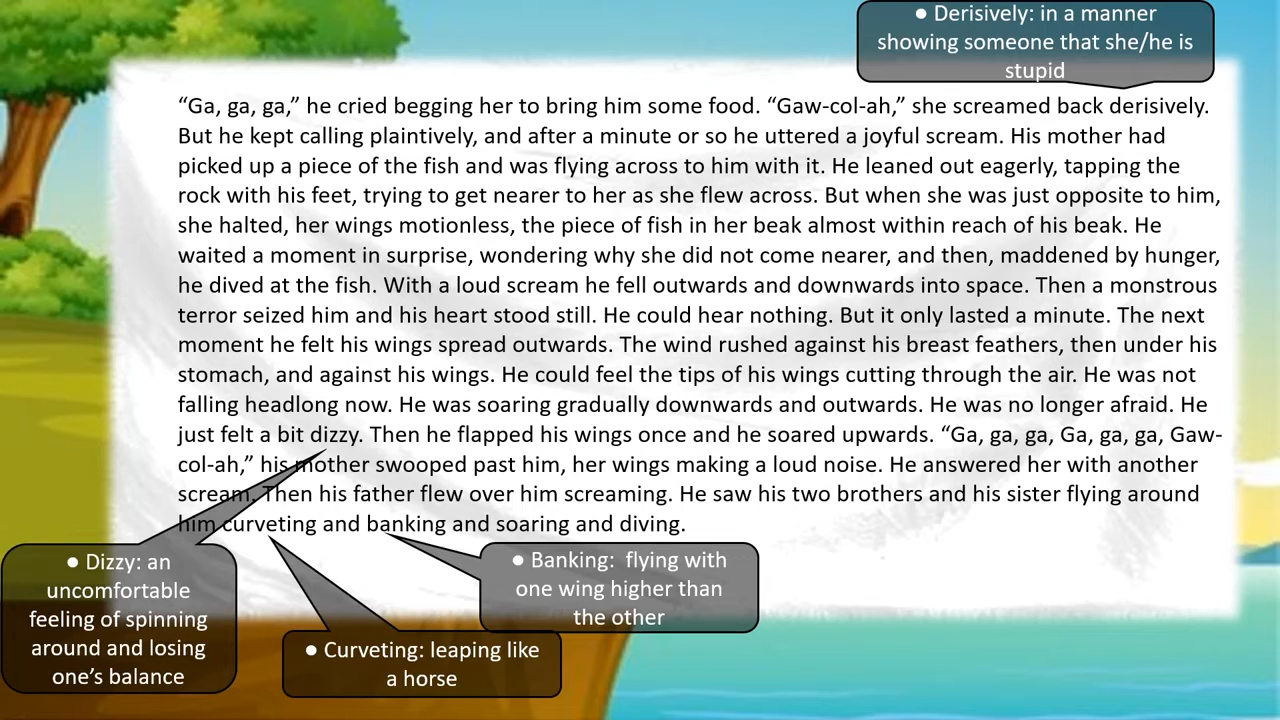 ● Derisively: in a manner
showing someone that she/he is
stupid
“Ga, ga, ga,” he cried begging her to bring him some food. “Gaw-col-ah,” she screamed back derisively.
But he kept calling plaintively, and after a minute or so he uttered a joyful scream. His mother had
picked up a piece of the fish and was flying across to him with it. He leaned out eagerly, tapping the
rock with his feet, trying to get nearer to her as she flew across. But when she was just opposite to him,
she halted, her wings motionless, the piece of fish in her beak almost within reach of his beak. He
waited a moment in surprise, wondering why she did not come nearer, and then, maddened by hunger,
he dived at the fish. With a loud scream he fell outwards and downwards into space. Then a monstrous
terror seized him and his heart stood still. He could hear nothing. But it only lasted a minute. The next
moment he felt his wings spread outwards. The wind rushed against his breast feathers, then under his
stomach, and against his wings. He could feel the tips of his wings cutting through the air. He was not
falling headlong now. He was soaring gradually downwards and outwards. He was no longer afraid. He
just felt a bit dizzy. Then he flapped his wings once and he soared upwards. “Ga, ga, ga, Ga, ga, ga, Gaw-
col-ah,” his mother swooped past him, her wings making a loud noise. He answered her with another
scream. Then his father flew over him screaming. He saw his two brothers and his sister flying around
him curveting and banking and soaring and diving.
● Dizzy: an
uncomfortable
feeling of spinning
around and losing
one’s balance
● Banking:  flying with
one wing higher than
the other
● Curveting: leaping like
a horse